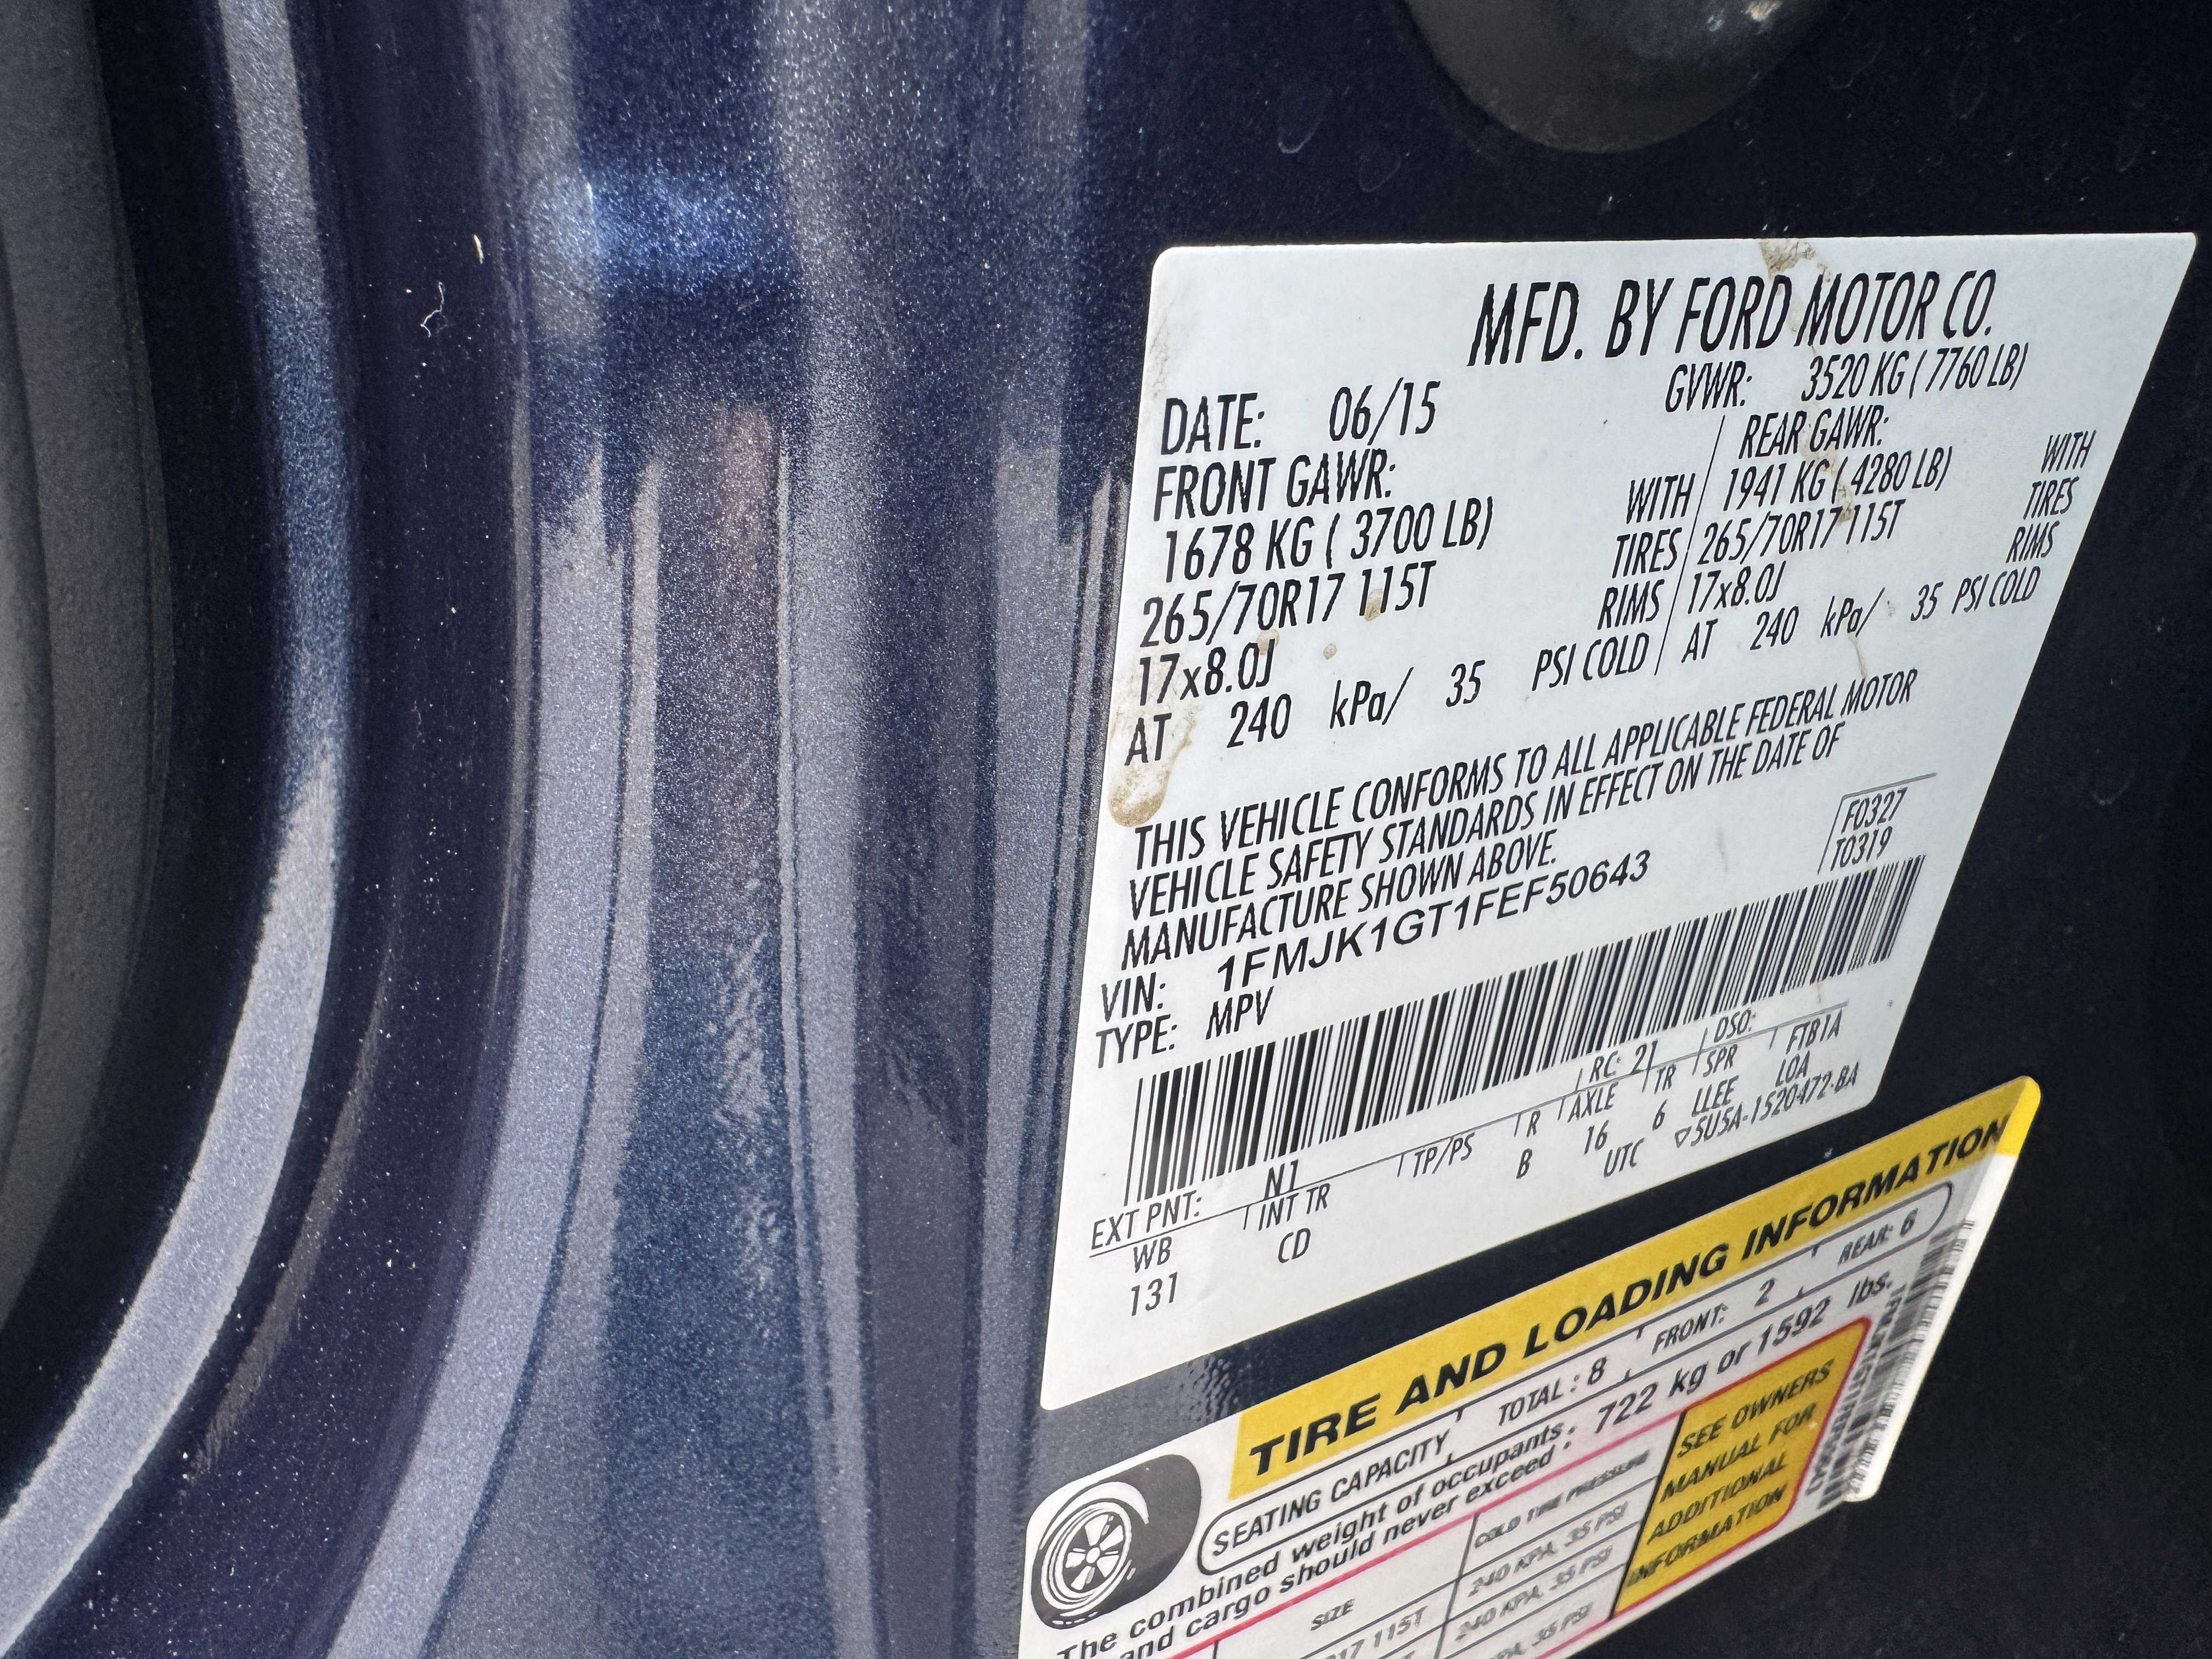 MFD. BY FORD MOTOR CO.
DATE: 06/15
GVWR: 3520 KG ( 7760 LB)
FRONT GAWR:
1678 KG ( 3700 LB) WITH
265/70R17 115T TIRES
17x8.0J RIMS
AT 240 kPa/ 35 PSI COLD
REAR GAWR:
1941 KG ( 4280 LB) WITH
265/70R17 115T TIRES
17x8.0J RIMS
AT 240 kPa/ 35 PSI COLD
THIS VEHICLE CONFORMS TO ALL APPLICABLE FEDERAL MOTOR
VEHICLE SAFETY STANDARDS IN EFFECT ON THE DATE OF
MANUFACTURE SHOWN ABOVE.
F0327
T0319
VIN: 1FMJK1GT1FEF50643
TYPE: MPV
EXT PNT: N1 RC: 21 DSO: FTB1A
WB INT TR TP/PS R AXLE TR SPR LOA
131 CD B 16 6 LLEE
UTC ▽5U5A-1520472-BA
TIRE AND LOADING INFORMATION
SEATING CAPACITY TOTAL : 8 FRONT: 2 REAR: 6
The combined weight of occupants
and cargo should never exceed : 722 kg or 1592 lbs.
SIZE COLD TIRE PRESSURE
17 115T 240 KPA, 35 PSI
240 KPA, 35 PSI
35 PSI
SEE OWNERS
MANUAL FOR
ADDITIONAL
INFORMATION